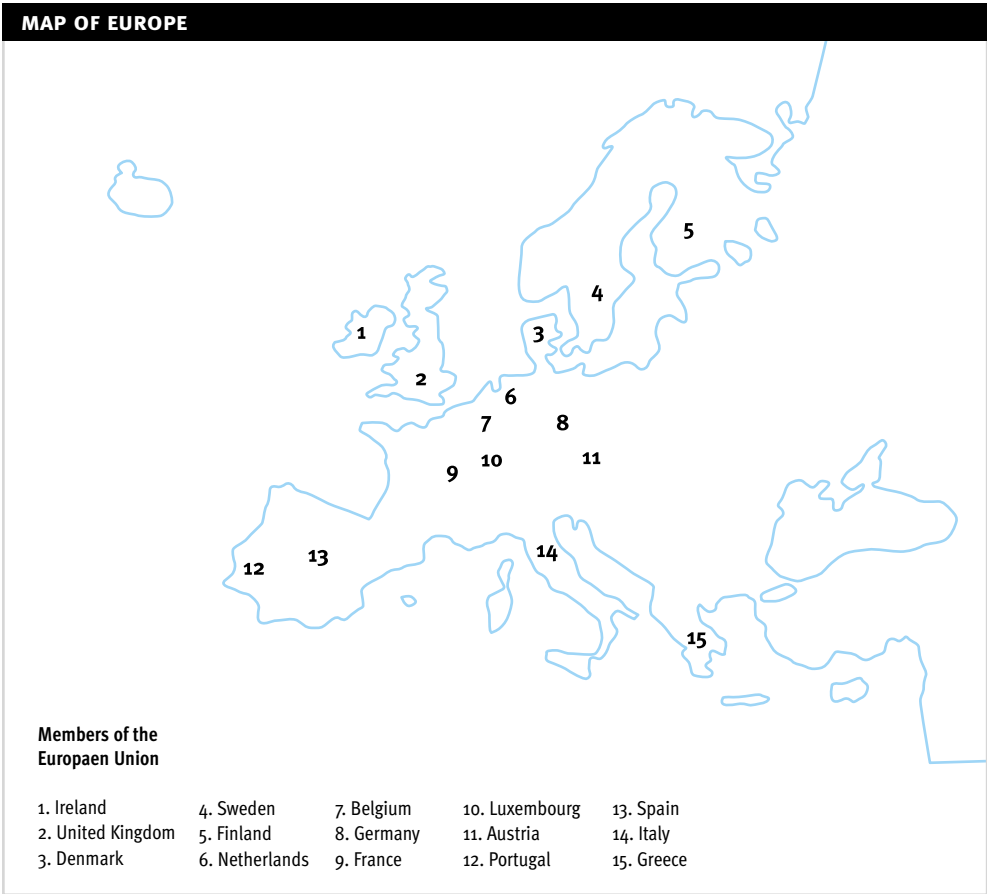 MAP OF EUROPE
5
4
1
3
2
6
7
8
10
11
9
14
13
12
15
Members of the
Europaen Union
1. Ireland
2. United Kingdom
3. Denmark
4. Sweden
5. Finland
6. Netherlands
7. Belgium
8. Germany
9. France
10. Luxembourg
11. Austria
12. Portugal
13. Spain
14. Italy
15. Greece